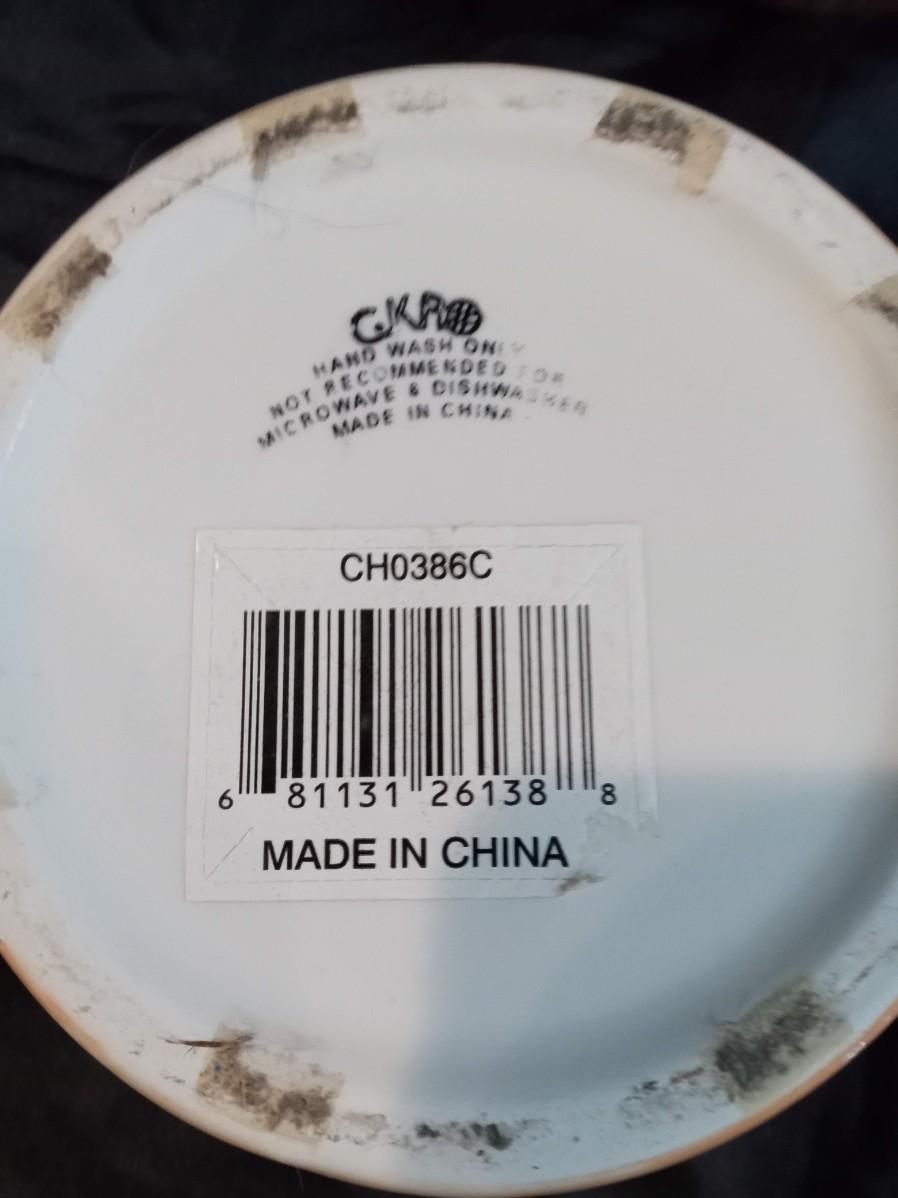 GKRO
HAND WASH ONLY
NOT RECOMMENDED FOR
MICROWAVE & DISHWASHER
MADE IN CHINA
CH0386C
6 81131 26138 8
MADE IN CHINA